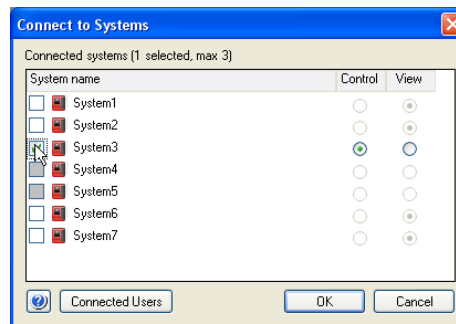 Connect to Systems
Connected systems (1 selected, max 3)
System name Control View
System1
System2
System3
System4
System5
System6
System7
Connected Users OK Cancel